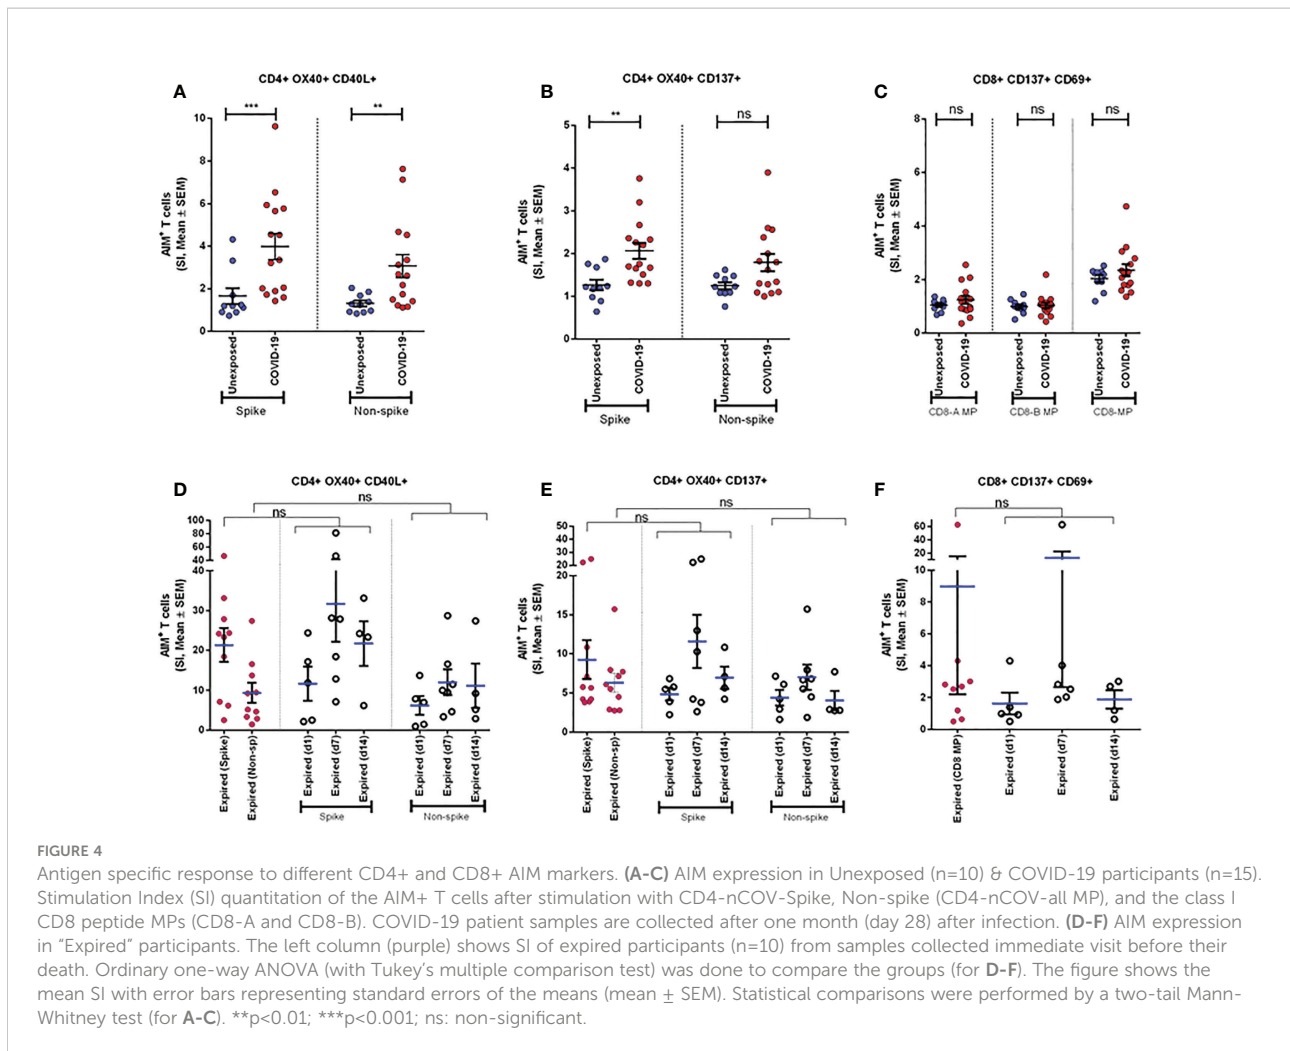 CD4+ OX40+ CD40L+
A
***
**
10
8
6
4
2
0
AIM+ T cells
(SI, Mean ± SEM)
Unexposed
COVID-19
Unexposed
COVID-19
Spike
Non-spike
CD4+ OX40+ CD137+
B
**
ns
5
4
3
2
1
0
AIM+ T cells
(SI, Mean ± SEM)
Unexposed
COVID-19
Unexposed
COVID-19
Spike
Non-spike
CD8+ CD137+ CD69+
C
ns
ns
ns
8
6
4
2
0
AIM+ T cells
(SI, Mean ± SEM)
Unexposed
COVID-19
Unexposed
COVID-19
Unexposed
COVID-19
CD8-A MP
CD8-B MP
CD8-MP
CD4+ OX40+ CD40L+
D
ns
ns
100
80
60
40
40
30
20
10
0
AIM+ T cells
(SI, Mean ± SEM)
Expired (Spike)
Expired (Non-sp)
Expired (d1)
Expired (d7)
Expired (d14)
Expired (d1)
Expired (d7)
Expired (d14)
Spike
Non-spike
CD4+ OX40+ CD137+
E
ns
ns
50
40
30
20
20
15
10
5
0
AIM+ T cells
(SI, Mean ± SEM)
Expired (Spike)
Expired (Non-sp)
Expired (d1)
Expired (d7)
Expired (d14)
Expired (d1)
Expired (d7)
Expired (d14)
Spike
Non-spike
CD8+ CD137+ CD69+
F
ns
80
60
40
20
10
8
6
4
2
0
AIM+ T cells
(SI, Mean ± SEM)
Expired (CD8 MP)
Expired (d1)
Expired (d7)
Expired (d14)
FIGURE 4
Antigen specific response to different CD4+ and CD8+ AIM markers. (A-C) AIM expression in Unexposed (n=10) & COVID-19 participants (n=15).
Stimulation Index (SI) quantitation of the AIM+ T cells after stimulation with CD4-nCOV-Spike, Non-spike (CD4-nCOV-all MP), and the class I
CD8 peptide MPs (CD8-A and CD8-B). COVID-19 patient samples are collected after one month (day 28) after infection. (D-F) AIM expression
in “Expired” participants. The left column (purple) shows SI of expired participants (n=10) from samples collected immediate visit before their
death. Ordinary one-way ANOVA (with Tukey’s multiple comparison test) was done to compare the groups (for D-F). The figure shows the
mean SI with error bars representing standard errors of the means (mean ± SEM). Statistical comparisons were performed by a two-tail Mann-
Whitney test (for A-C). **p<0.01; ***p<0.001; ns: non-significant.